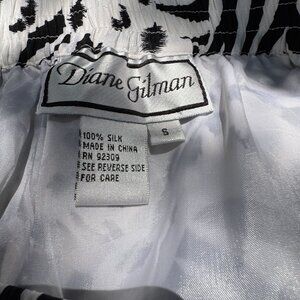 Diane Gilman
S
100% SILK
MADE IN CHINA
RN 92309
SEE REVERSE SIDE
FOR CARE